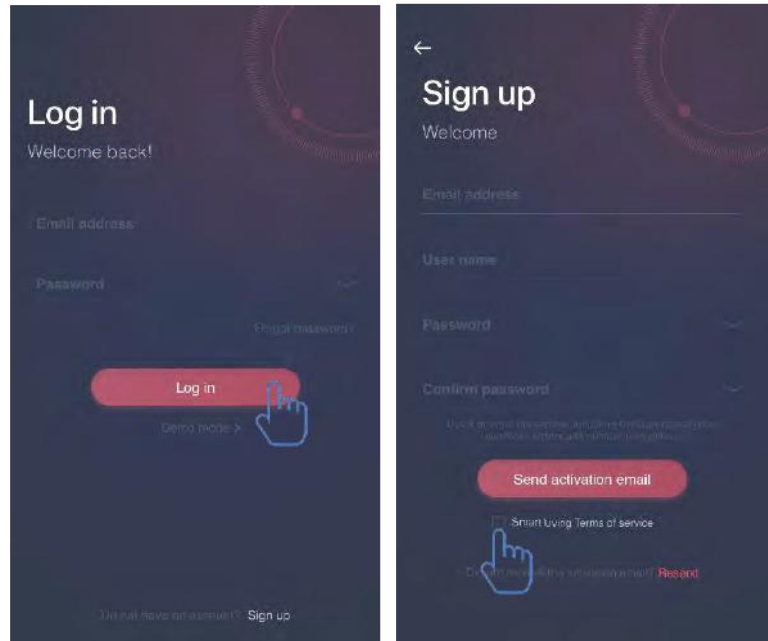 Log in
Welcome back!
Email address
Password
Forgot password?
Log in
Demo mode >
Do not have an account? Sign up
Sign up
Welcome
Email address
User name
Password
Confirm password
Send activation email
Smart Living Terms of service
Resend